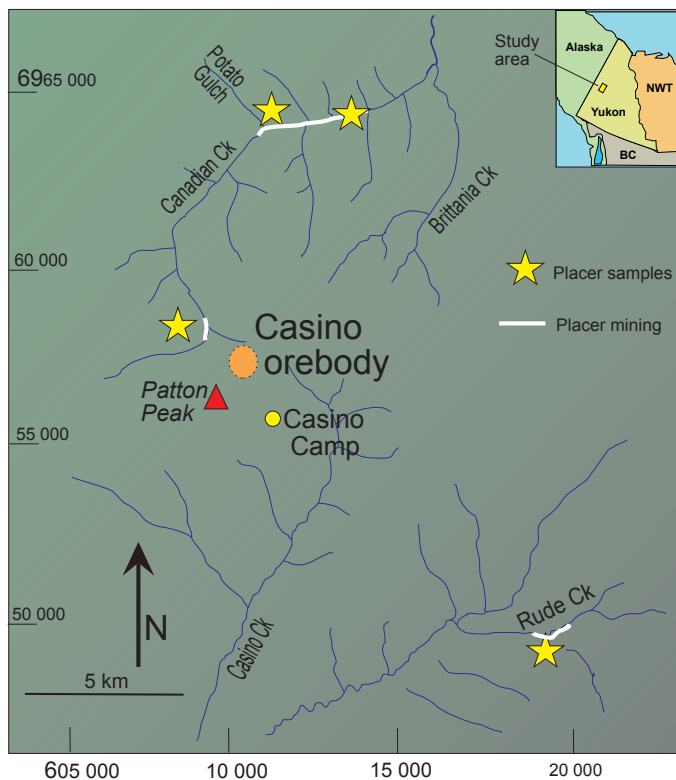 6965 000
Potato
Gulch
Study
area
Alaska
NWT
Yukon
BC
Canadian Ck
Brittania Ck
60 000
Placer samples
Placer mining
Casino
orebody
Patton
Peak
Casino
Camp
55 000
50 000
N
Rude Ck
Casino Ck
5 km
605 000
10 000
15 000
20 000